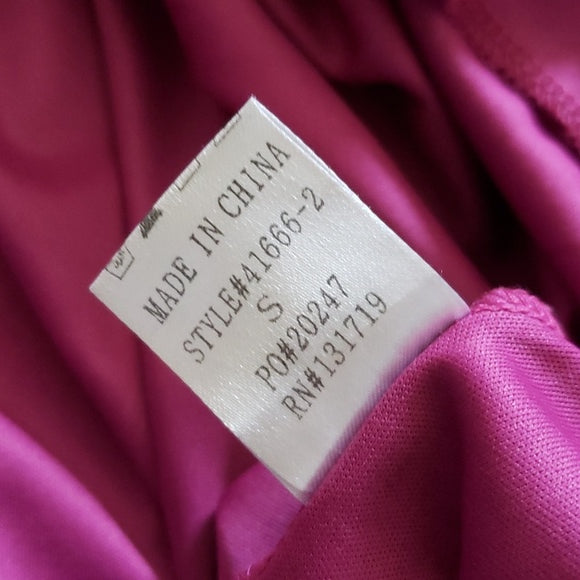 MADE IN CHINA
STYLE#41666-2
S
PO#20247
RN#131719